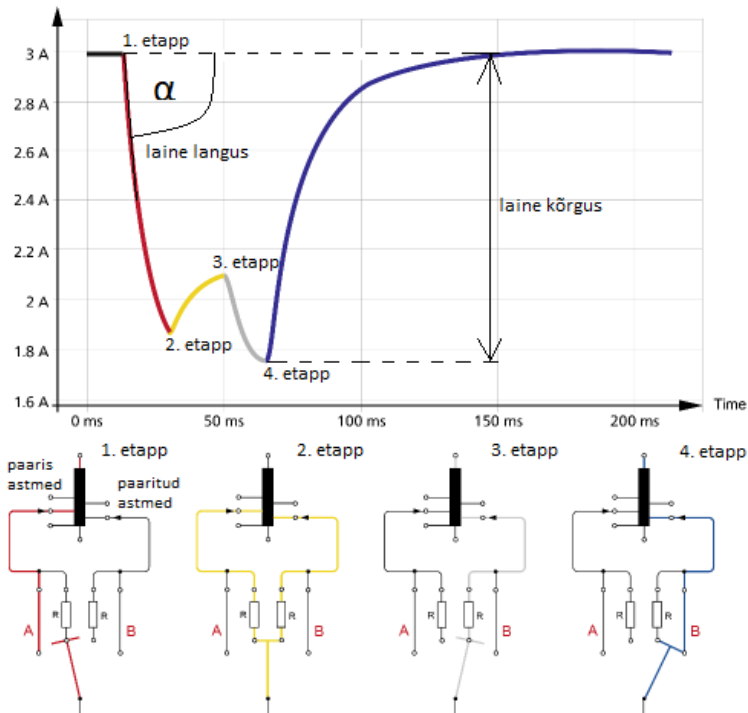 1. etapp
3 A
α
2.8 A
2.6 A
laine langus
2.4 A
laine kõrgus
2.2 A
3. etapp
2 A
2. etapp
1.8 A
4. etapp
1.6 A
Time
0 ms
50 ms
100 ms
150 ms
200 ms
1. etapp
2. etapp
3. etapp
4. etapp
paaris
astmed
paaritud
astmed
R
R
A
B
R
R
A
B
R
R
A
B
R
R
A
B